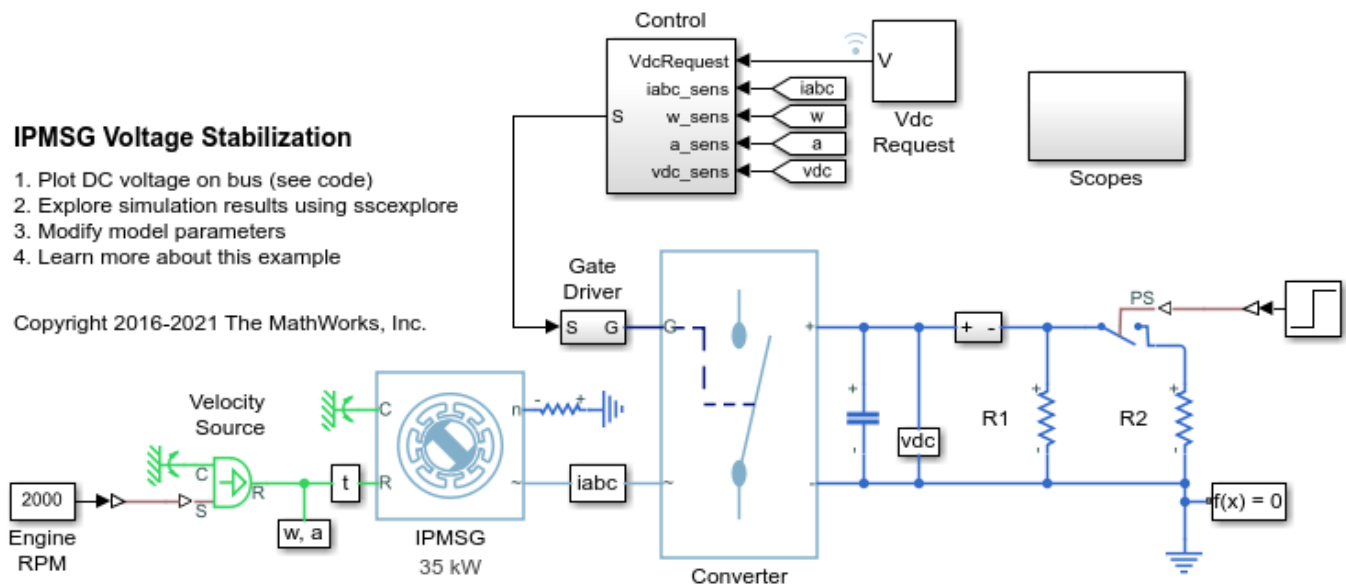 Control
VdcRequest
iabc_sens
w_sens
a_sens
vdc_sens
S
iabc
w
a
vdc
V
Vdc
Request
Scopes
IPMSG Voltage Stabilization
1. Plot DC voltage on bus (see code)
2. Explore simulation results using sscexplore
3. Modify model parameters
4. Learn more about this example
Copyright 2016-2021 The MathWorks, Inc.
Gate
Driver
S G
G
+
-
~
Converter
+ -
PS
+
-
vdc
R1
+
-
R2
+
-
f(x) = 0
Velocity
Source
C
S
R
2000
Engine
RPM
w, a
t
C
R
n
~
- +
IPMSG
35 kW
iabc